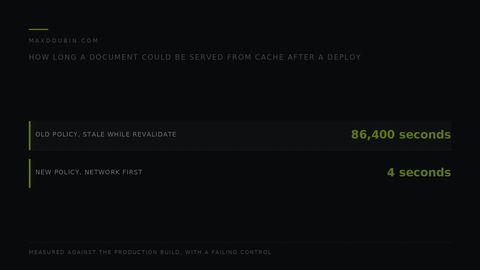 MAXDOUBIN.COM
HOW LONG A DOCUMENT COULD BE SERVED FROM CACHE AFTER A DEPLOY
OLD POLICY, STALE WHILE REVALIDATE 86,400 seconds
NEW POLICY, NETWORK FIRST 4 seconds
MEASURED AGAINST THE PRODUCTION BUILD, WITH A FAILING CONTROL